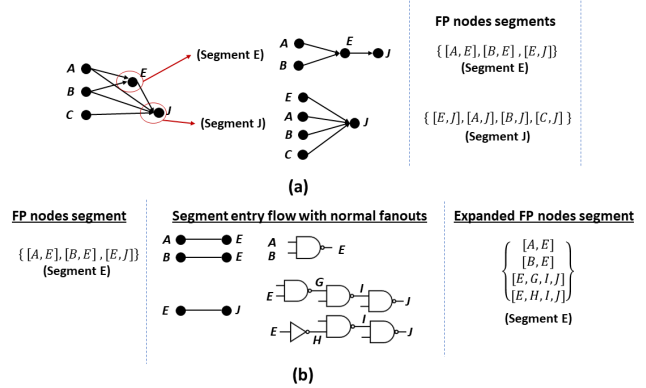 FP nodes segments
A
E
B
C
J
(Segment E)
(Segment J)
A
B
E
J
E
A
B
C
J
{ [A, E], [B, E] , [E, J]}
(Segment E)
{ [E, J], [A, J], [B, J], [C, J] }
(Segment J)
(a)
FP nodes segment
{ [A, E], [B, E] , [E, J]}
(Segment E)
Segment entry flow with normal fanouts
A E
B E
A
B
E
E J
E G I J
E H I J
Expanded FP nodes segment
[A, E]
[B, E]
[E, G, I, J]
[E, H, I, J]
(Segment E)
(b)